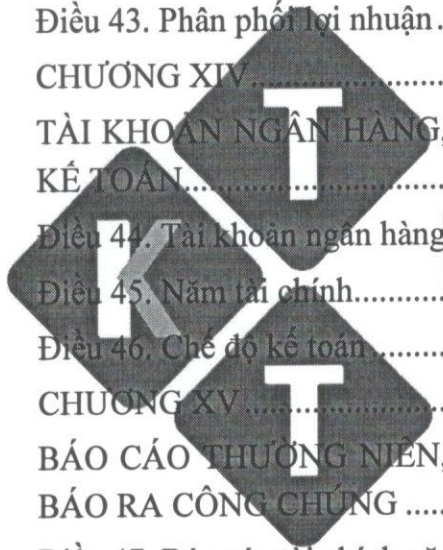 Điều 43. Phân phối lợi nhuận .
CHƯƠNG XIV......................
TÀI KHOẢN NGÂN HÀNG,
KẾ TOÁN..........................
Điều 44. Tài khoản ngân hàng
Điều 45. Năm tài chính...........
Điều 46. Chế độ kế toán ..........
CHƯƠNG XV ......................
BÁO CÁO THƯỜNG NIÊN,
BÁO RA CÔNG CHÚNG .....
T
K
T